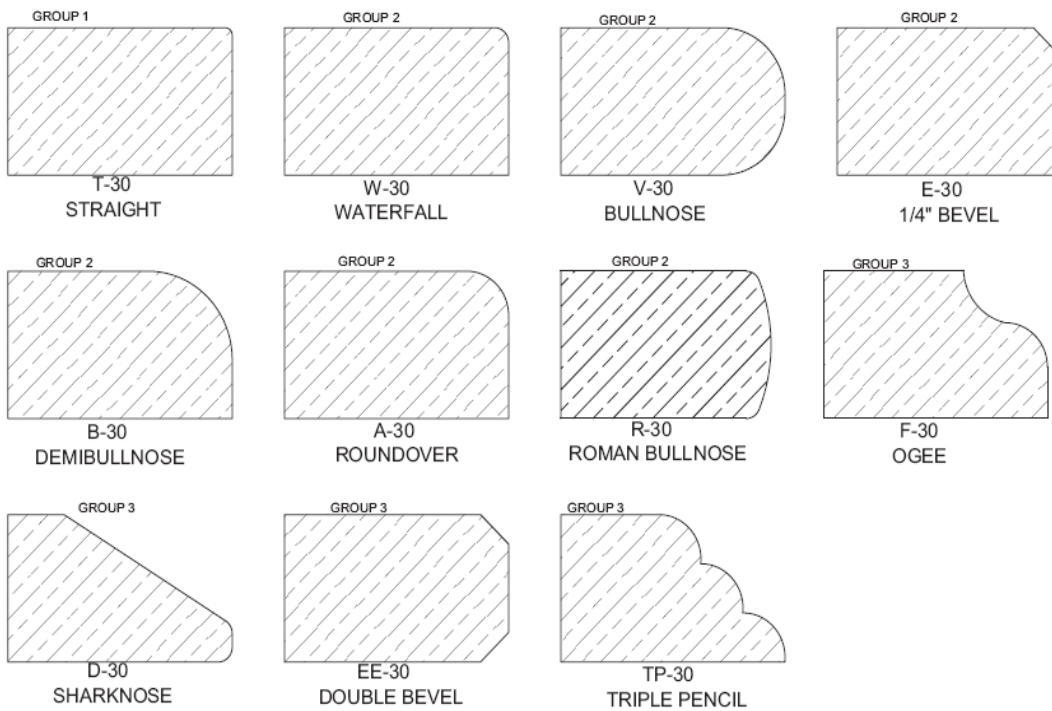 GROUP 1
T-30
STRAIGHT
GROUP 2
W-30
WATERFALL
GROUP 2
V-30
BULLNOSE
GROUP 2
E-30
1/4" BEVEL
GROUP 2
B-30
DEMIBULLNOSE
GROUP 2
A-30
ROUNDOVER
GROUP 2
R-30
ROMAN BULLNOSE
GROUP 3
F-30
OGEE
GROUP 3
D-30
SHARKNOSE
GROUP 3
EE-30
DOUBLE BEVEL
GROUP 3
TP-30
TRIPLE PENCIL